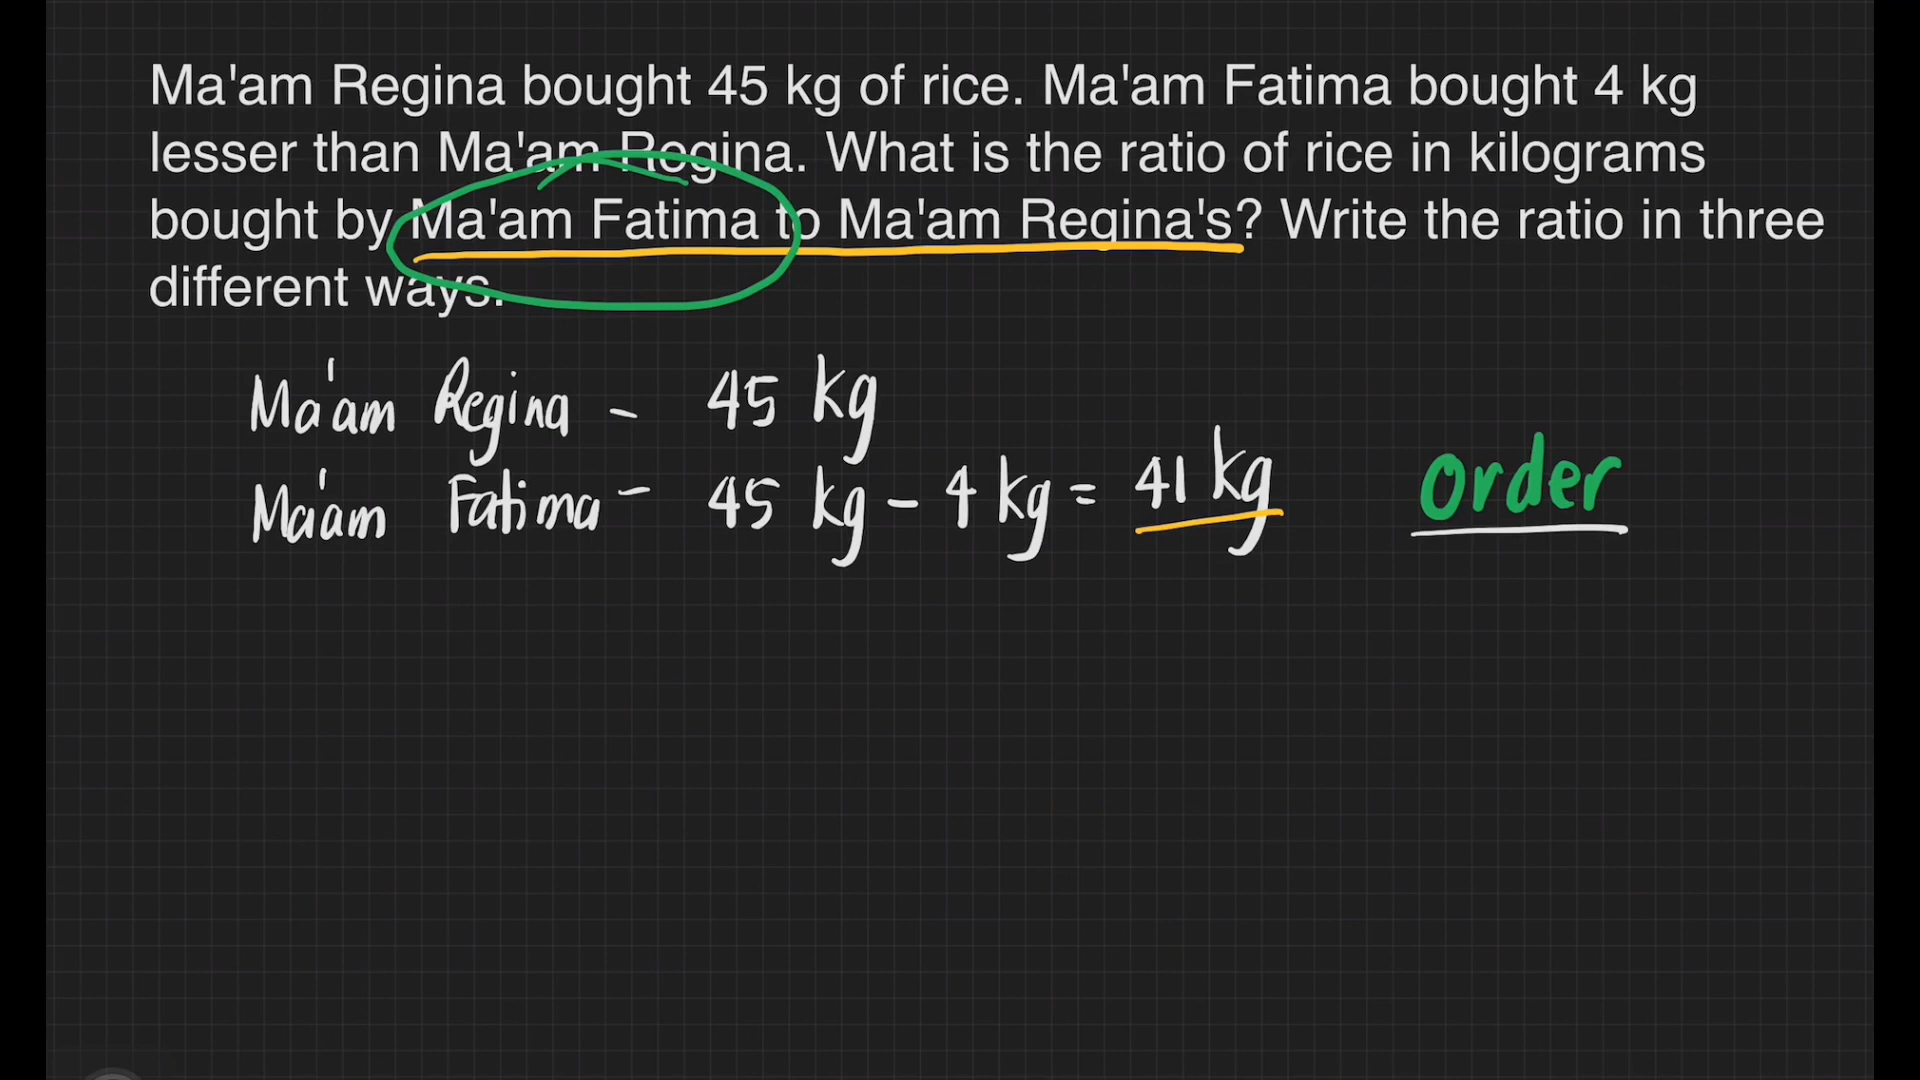 Ma'am Regina bought 45 kg of rice. Ma'am Fatima bought 4 kg
lesser than Ma'am Regina. What is the ratio of rice in kilograms
bought by Ma'am Fatima to Ma'am Regina's? Write the ratio in three
different ways.
Ma'am Regina - 45 kg
Ma'am Fatima - 45 kg - 4 kg = 41 kg
Order